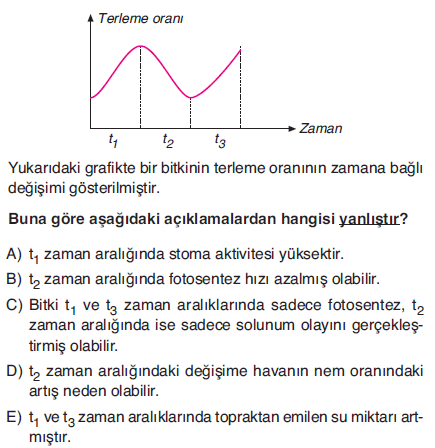 Terleme oranı
Zaman
t1 t2 t3
Yukarıdaki grafikte bir bitkinin terleme oranının zamana bağlı
değişimi gösterilmiştir.
Buna göre aşağıdaki açıklamalardan hangisi yanlıştır?
A) t1 zaman aralığında stoma aktivitesi yüksektir.
B) t2 zaman aralığında fotosentez hızı azalmış olabilir.
C) Bitki t1 ve t3 zaman aralıklarında sadece fotosentez, t2
zaman aralığında ise sadece solunum olayını gerçekleş-
tirmiş olabilir.
D) t2 zaman aralığındaki değişime havanın nem oranındaki
artış neden olabilir.
E) t1 ve t3 zaman aralıklarında topraktan emilen su miktarı art-
mıştır.